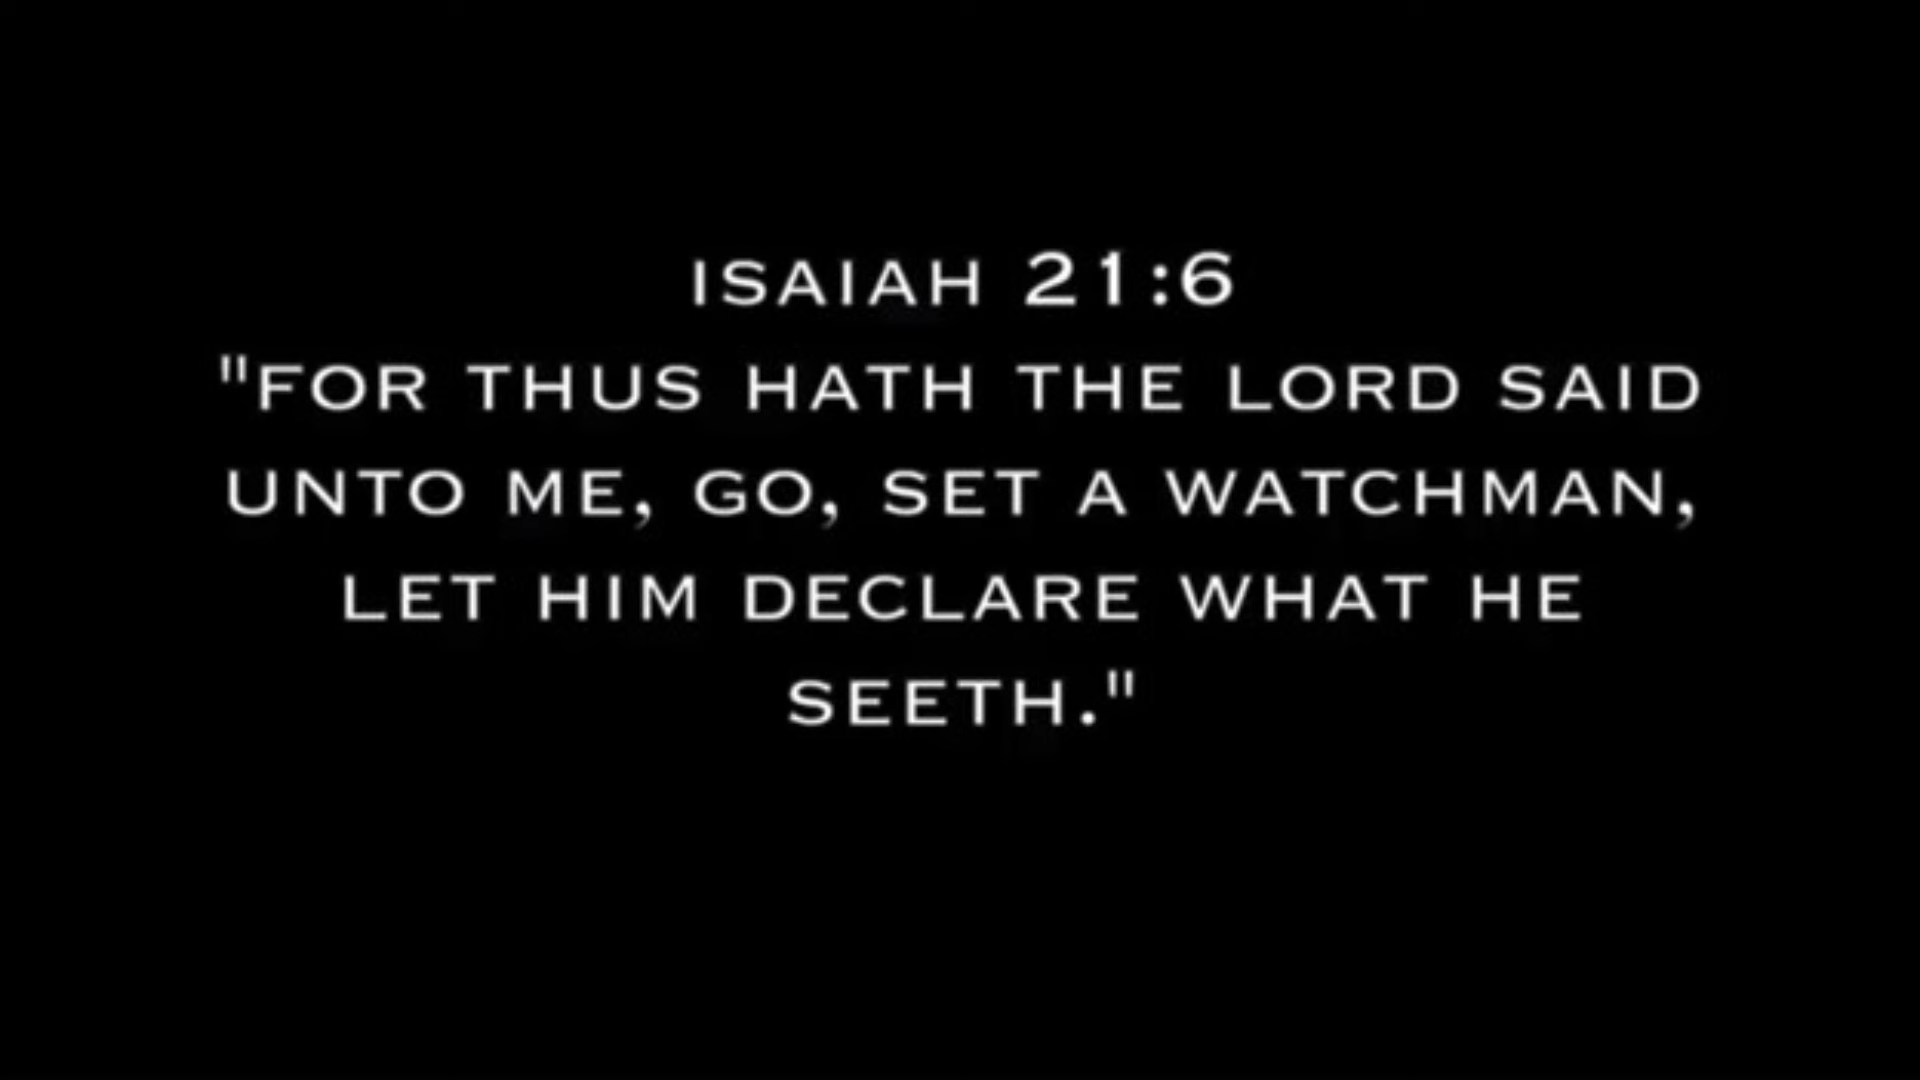 ISAIAH 21:6
"FOR THUS HATH THE LORD SAID
UNTO ME, GO, SET A WATCHMAN,
LET HIM DECLARE WHAT HE
SEETH."